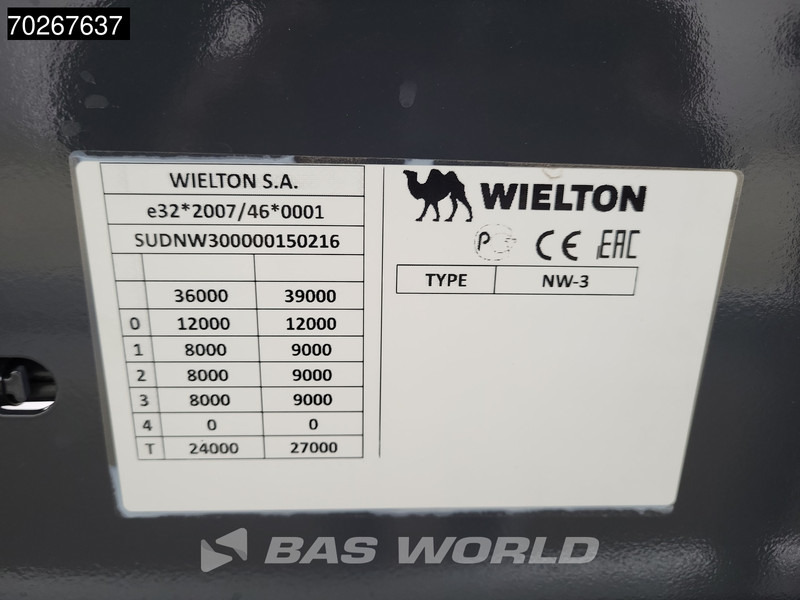 70267637
WIELTON S.A.
e32*2007/46*0001
SUDNW300000150216
36000 39000
0 12000 12000
1 8000 9000
2 8000 9000
3 8000 9000
4 0 0
T 24000 27000
WIELTON
CE EAC
TYPE NW-3
BAS WORLD